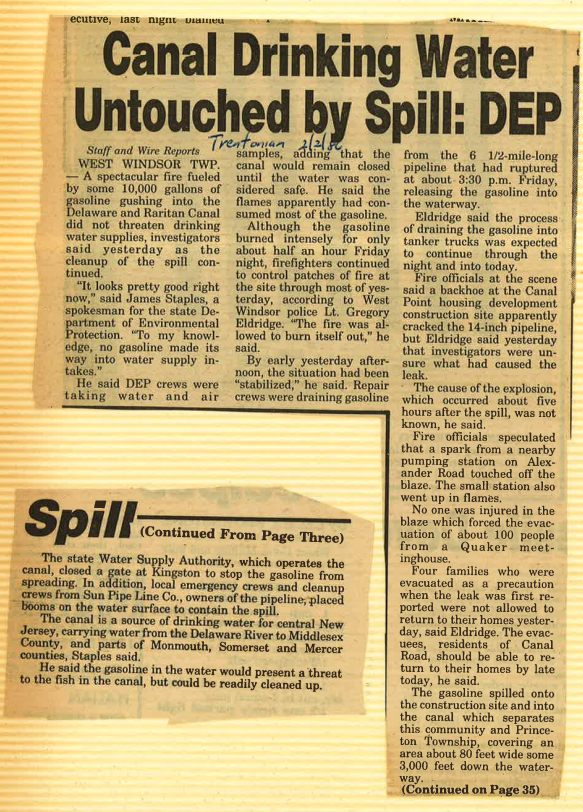 ecutive, last night blamed
Canal Drinking Water
Untouched by Spill: DEP
Trentonian 2/2/86
Staff and Wire Reports
WEST WINDSOR TWP.
— A spectacular fire fueled
by some 10,000 gallons of
gasoline gushing into the
Delaware and Raritan Canal
did not threaten drinking
water supplies, investigators
said yesterday as the
cleanup of the spill con-
tinued.
"It looks pretty good right
now," said James Staples, a
spokesman for the state De-
partment of Environmental
Protection. "To my knowl-
edge, no gasoline made its
way into water supply in-
takes."
He said DEP crews were
taking water and air
samples, adding that the
canal would remain closed
until the water was con-
sidered safe. He said the
flames apparently had con-
sumed most of the gasoline.
Although the gasoline
burned intensely for only
about half an hour Friday
night, firefighters continued
to control patches of fire at
the site through most of yes-
terday, according to West
Windsor police Lt. Gregory
Eldridge. "The fire was al-
lowed to burn itself out," he
said.
By early yesterday after-
noon, the situation had been
"stabilized," he said. Repair
crews were draining gasoline
from the 6 1/2-mile-long
pipeline that had ruptured
at about 3:30 p.m. Friday,
releasing the gasoline into
the waterway.
Eldridge said the process
of draining the gasoline into
tanker trucks was expected
to continue through the
night and into today.
Fire officials at the scene
said a backhoe at the Canal
Point housing development
construction site apparently
cracked the 14-inch pipeline,
but Eldridge said yesterday
that investigators were un-
sure what had caused the
leak.
The cause of the explosion,
which occurred about five
hours after the spill, was not
known, he said.
Fire officials speculated
that a spark from a nearby
pumping station on Alex-
ander Road touched off the
blaze. The small station also
went up in flames.
No one was injured in the
blaze which forced the evac-
uation of about 100 people
from a Quaker meet-
inghouse.
Four families who were
evacuated as a precaution
when the leak was first re-
ported were not allowed to
return to their homes yester-
day, said Eldridge. The evac-
uees, residents of Canal
Road, should be able to re-
turn to their homes by late
today, he said.
The gasoline spilled onto
the construction site and into
the canal which separates
this community and Prince-
ton Township, covering an
area about 80 feet wide some
3,000 feet down the water-
way.
(Continued on Page 35)
Spill
(Continued From Page Three)
The state Water Supply Authority, which operates the
canal, closed a gate at Kingston to stop the gasoline from
spreading. In addition, local emergency crews and cleanup
crews from Sun Pipe Line Co., owners of the pipeline, placed
booms on the water surface to contain the spill.
The canal is a source of drinking water for central New
Jersey, carrying water from the Delaware River to Middlesex
County, and parts of Monmouth, Somerset and Mercer
counties, Staples said.
He said the gasoline in the water would present a threat
to the fish in the canal, but could be readily cleaned up.